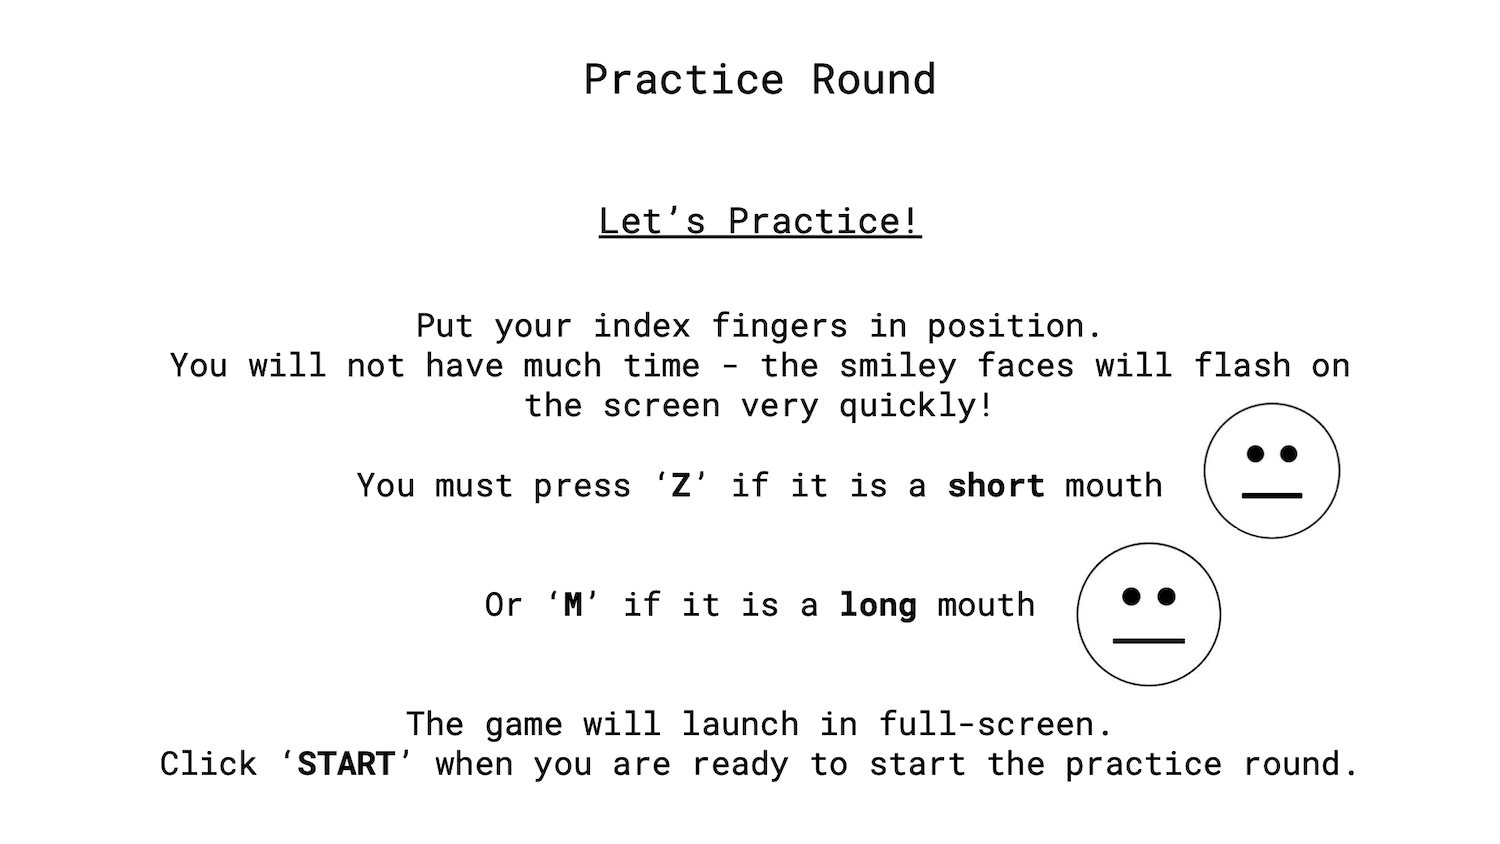 Practice Round
Let’s Practice!
Put your index fingers in position.
You will not have much time - the smiley faces will flash on
the screen very quickly!
You must press ‘Z’ if it is a short mouth
Or ‘M’ if it is a long mouth
The game will launch in full-screen.
Click ‘START’ when you are ready to start the practice round.